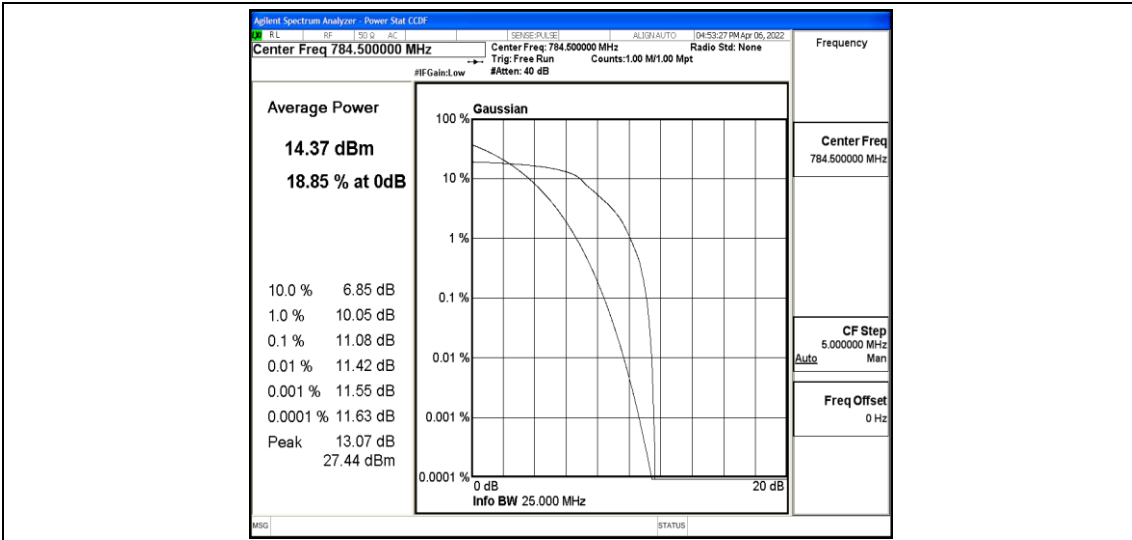 Agilent Spectrum Analyzer - Power Stat CCDF
LXI RL RF 50 Ω AC SENSE:PULSE ALIGN AUTO 04:53:27 PM Apr 06, 2022
Center Freq 784.500000 MHz
Center Freq: 784.500000 MHz Radio Std: None
Trig: Free Run Counts:1.00 M/1.00 Mpt
#IFGain:Low #Atten: 40 dB
Frequency
Average Power
14.37 dBm
18.85 % at 0dB
10.0 % 6.85 dB
1.0 % 10.05 dB
0.1 % 11.08 dB
0.01 % 11.42 dB
0.001 % 11.55 dB
0.0001 % 11.63 dB
Peak 13.07 dB
27.44 dBm
Gaussian
100 %
10 %
1 %
0.1 %
0.01 %
0.001 %
0.0001 %
0 dB 20 dB
Info BW 25.000 MHz
Center Freq
784.500000 MHz
CF Step
5.000000 MHz
Auto Man
Freq Offset
0 Hz
MSG STATUS